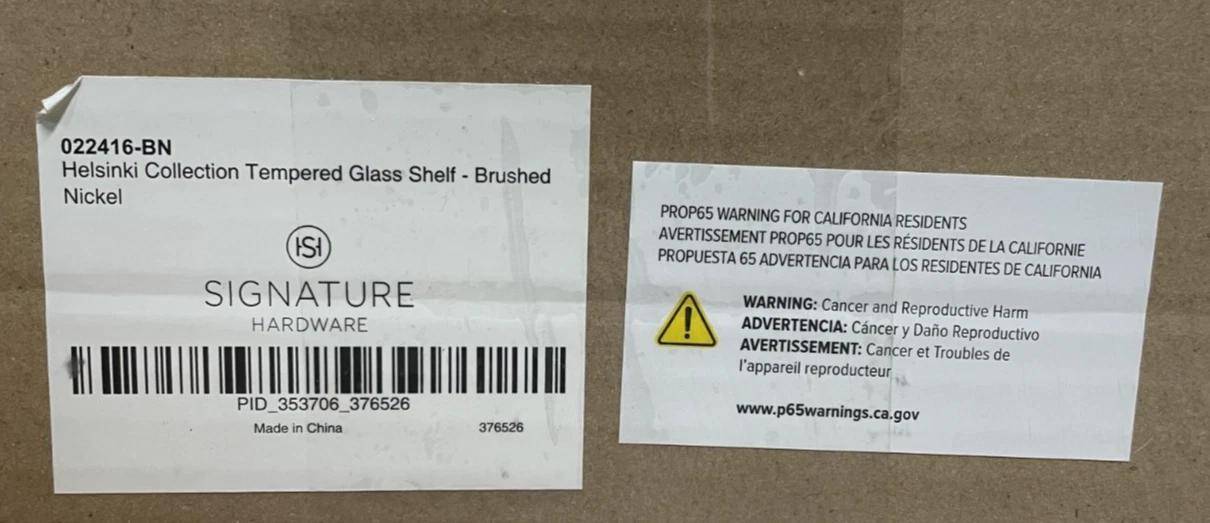 022416-BN
Helsinki Collection Tempered Glass Shelf - Brushed
Nickel
SH
SIGNATURE
HARDWARE
PID_353706_376526
Made in China
376526
PROP65 WARNING FOR CALIFORNIA RESIDENTS
AVERTISSEMENT PROP65 POUR LES RÉSIDENTS DE LA CALIFORNIE
PROPUESTA 65 ADVERTENCIA PARA LOS RESIDENTES DE CALIFORNIA
WARNING: Cancer and Reproductive Harm
ADVERTENCIA: Cáncer y Daño Reproductivo
AVERTISSEMENT: Cancer et Troubles de
l'appareil reproducteur
www.p65warnings.ca.gov